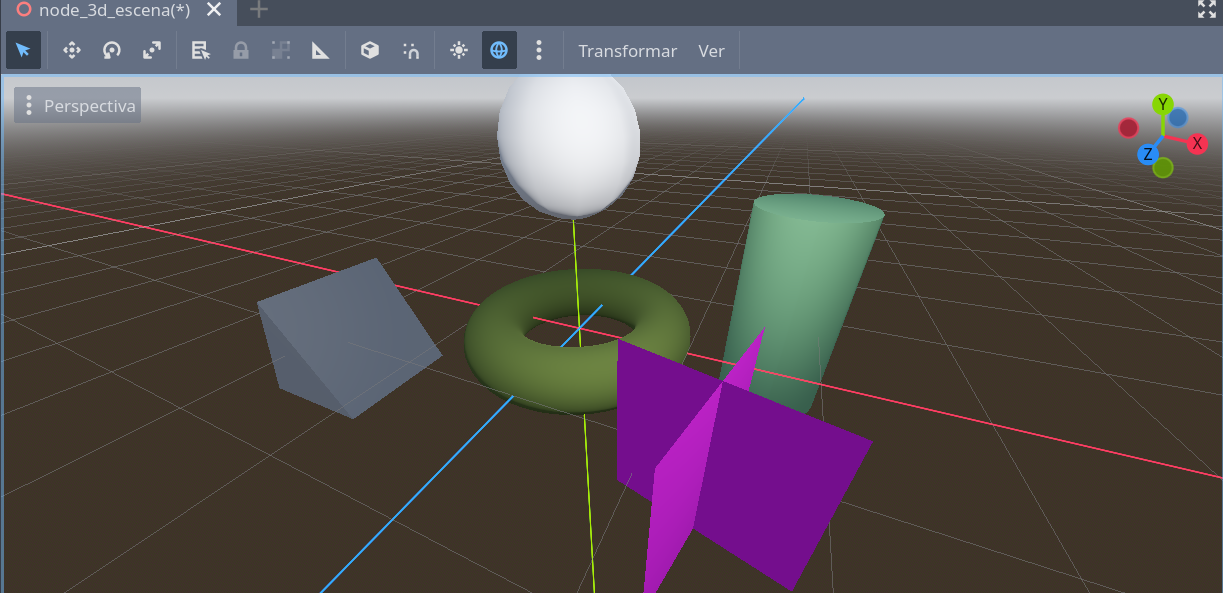 node_3d_escena(*)
Transformar Ver
Perspectiva
Y
X
Z